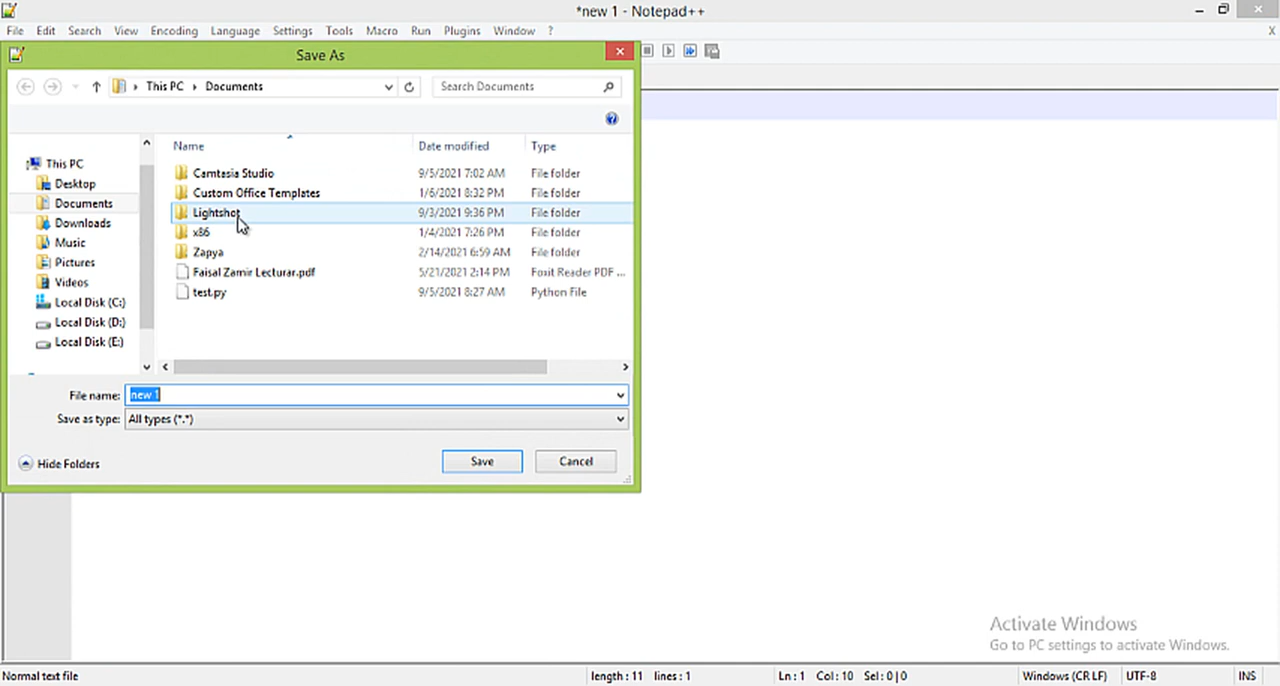 *new 1 - Notepad++
File Edit Search View Encoding Language Settings Tools Macro Run Plugins Window ? X
Save As
This PC Documents Search Documents
Name Date modified Type
This PC
Desktop
Documents
Downloads
Music
Pictures
Videos
Local Disk (C:)
Local Disk (D:)
Local Disk (E:)
Camtasia Studio 9/5/2021 7:02 AM File folder
Custom Office Templates 1/6/2021 8:32 PM File folder
Lightshot 9/3/2021 9:36 PM File folder
x86 1/4/2021 7:26 PM File folder
Zapya 2/14/2021 6:59 AM File folder
Faisal Zamir Lecturar.pdf 5/21/2021 2:14 PM Foxit Reader PDF ...
test.py 9/5/2021 8:27 AM Python File
File name: new 1
Save as type: All types (*.*)
Hide Folders Save Cancel
Activate Windows
Go to PC settings to activate Windows.
Normal text file length : 11 lines : 1 Ln : 1 Col : 10 Sel : 0 | 0 Windows (CR LF) UTF-8 INS